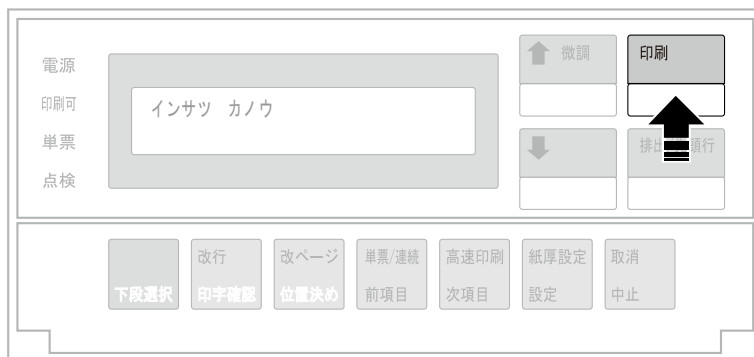 電源
印刷可
単票
点検
インサツ カノウ
微調
印刷
排出
頭行
下段選択
改行
印字確認
改ページ
位置決め
単票/連続
前項目
高速印刷
次項目
紙厚設定
設定
取消
中止